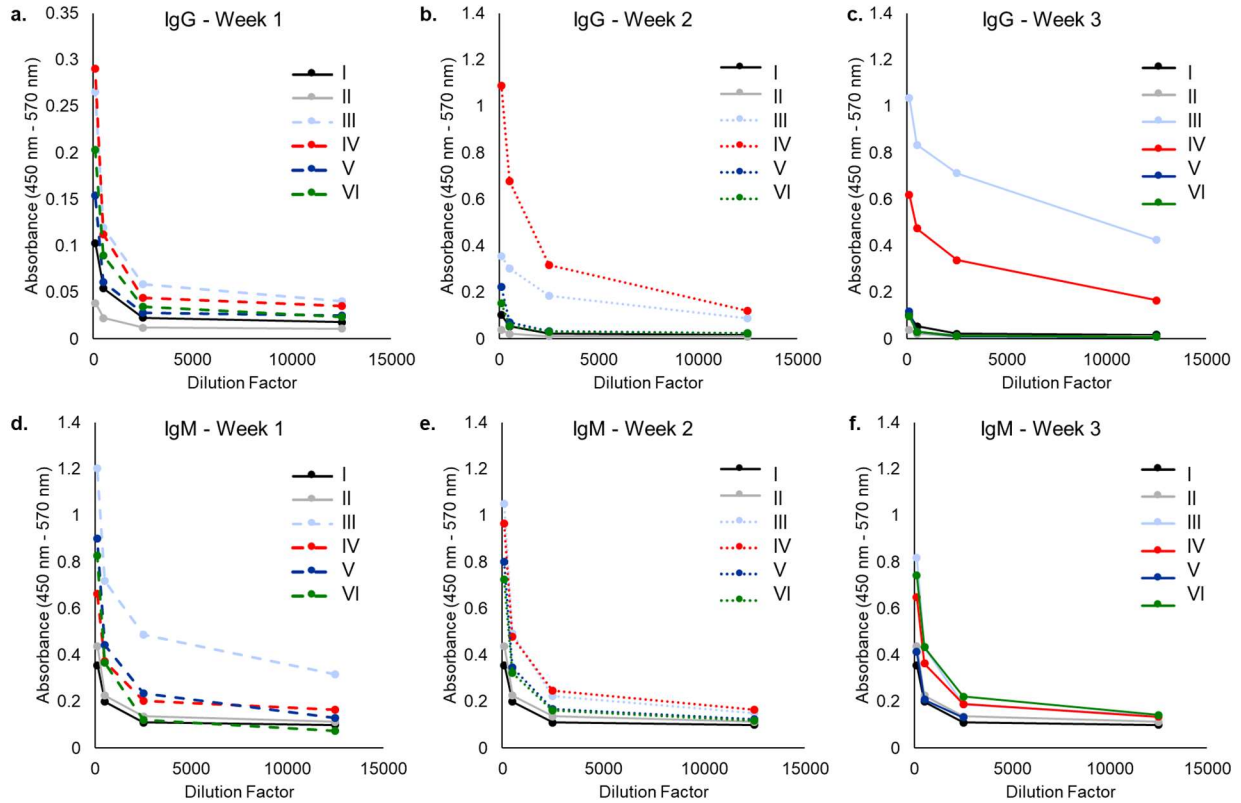 a.
IgG - Week 1
0.35
0.3
0.25
0.2
0.15
0.1
0.05
0
Absorbance (450 nm - 570 nm)
I
II
III
IV
V
VI
0 5000 10000 15000
Dilution Factor
b.
IgG - Week 2
1.4
1.2
1
0.8
0.6
0.4
0.2
0
Absorbance (450 nm - 570 nm)
I
II
III
IV
V
VI
0 5000 10000 15000
Dilution Factor
c.
IgG - Week 3
1.4
1.2
1
0.8
0.6
0.4
0.2
0
Absorbance (450 nm - 570 nm)
I
II
III
IV
V
VI
0 5000 10000 15000
Dilution Factor
d.
IgM - Week 1
1.4
1.2
1
0.8
0.6
0.4
0.2
0
Absorbance (450 nm - 570 nm)
I
II
III
IV
V
VI
0 5000 10000 15000
Dilution Factor
e.
IgM - Week 2
1.4
1.2
1
0.8
0.6
0.4
0.2
0
Absorbance (450 nm - 570 nm)
I
II
III
IV
V
VI
0 5000 10000 15000
Dilution Factor
f.
IgM - Week 3
1.4
1.2
1
0.8
0.6
0.4
0.2
0
Absorbance (450 nm - 570 nm)
I
II
III
IV
V
VI
0 5000 10000 15000
Dilution Factor